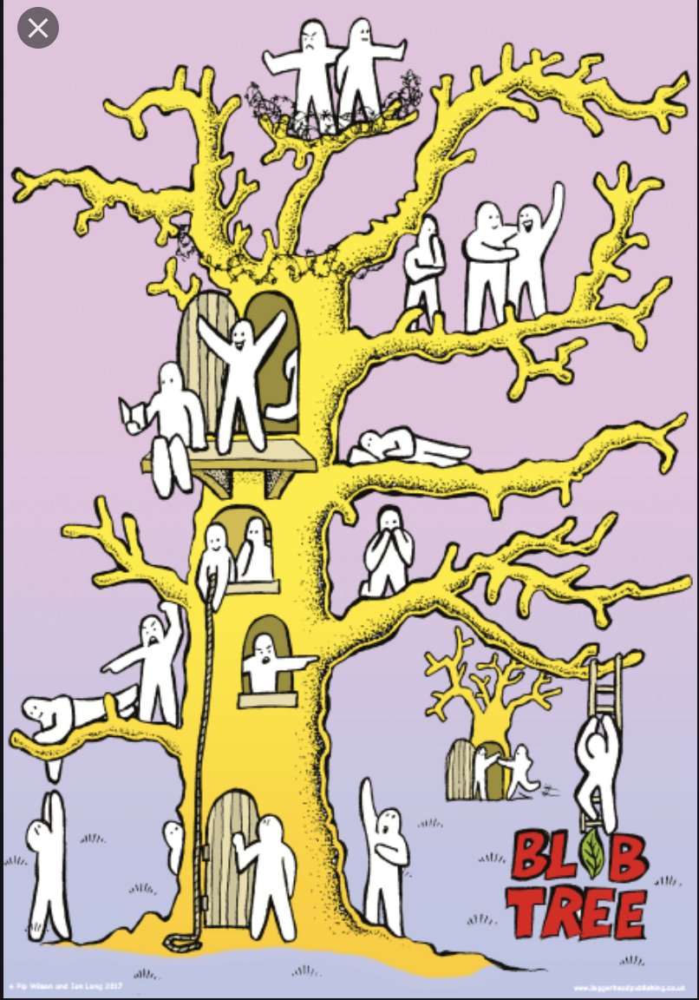 BLOB
TREE
© Pip Wilson and Ian Long 2017
www.loggerheadpublishing.co.uk